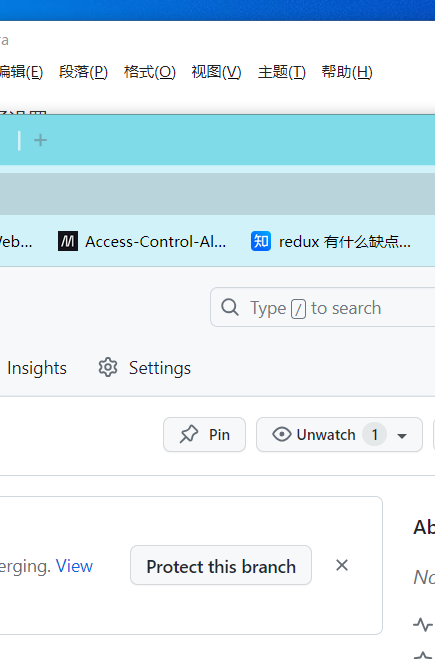 ra
编辑(E) 段落(P) 格式(O) 视图(V) 主题(T) 帮助(H)
Web... Access-Control-Al... 知 redux 有什么缺点...
Type / to search
Insights Settings
Pin Unwatch 1
Ab
erging. View Protect this branch
No